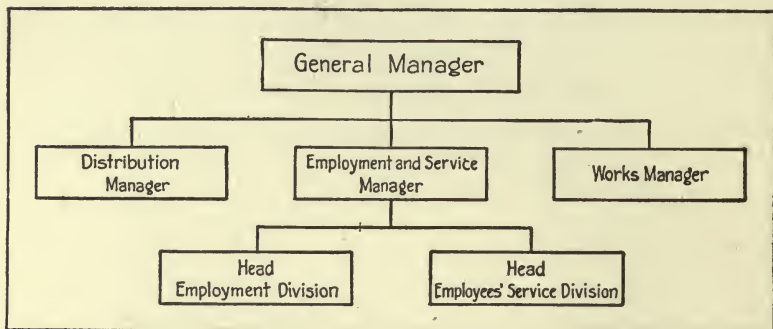 General Manager
Distribution
Manager
Employment and Service
Manager
Works Manager
Head
Employment Division
Head
Employees' Service Division